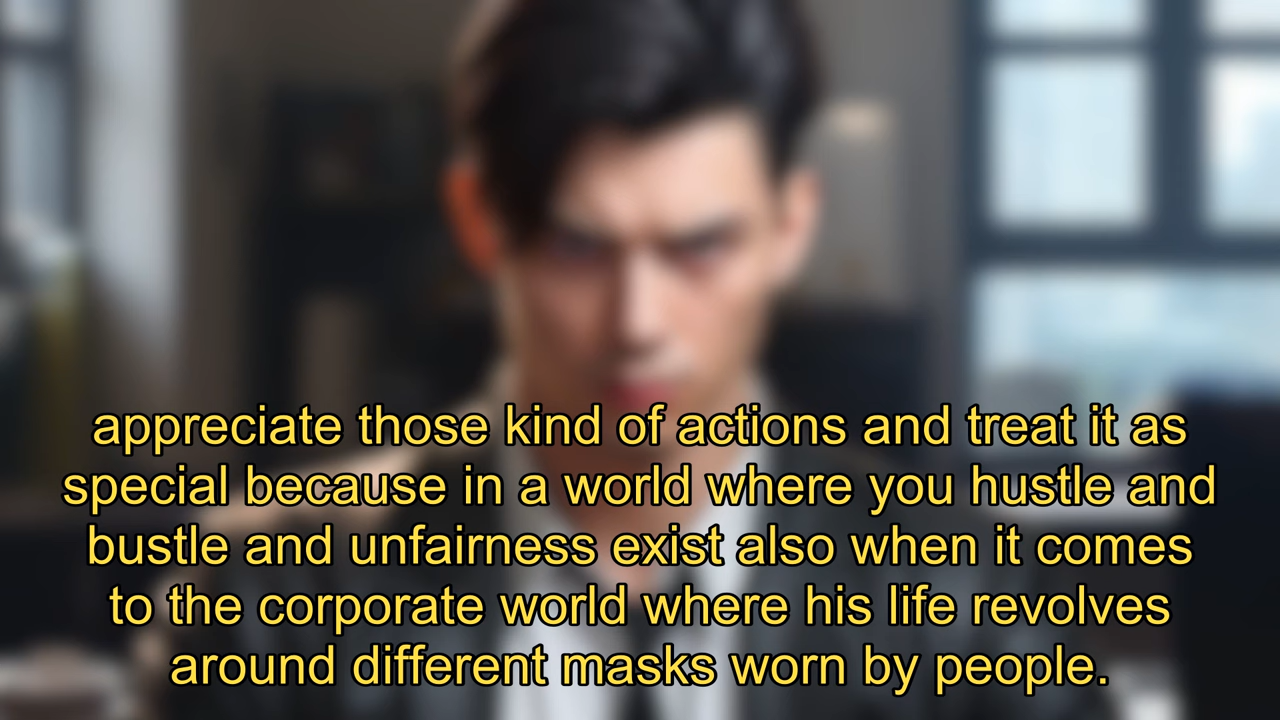 appreciate those kind of actions and treat it as
special because in a world where you hustle and
bustle and unfairness exist also when it comes
to the corporate world where his life revolves
around different masks worn by people.